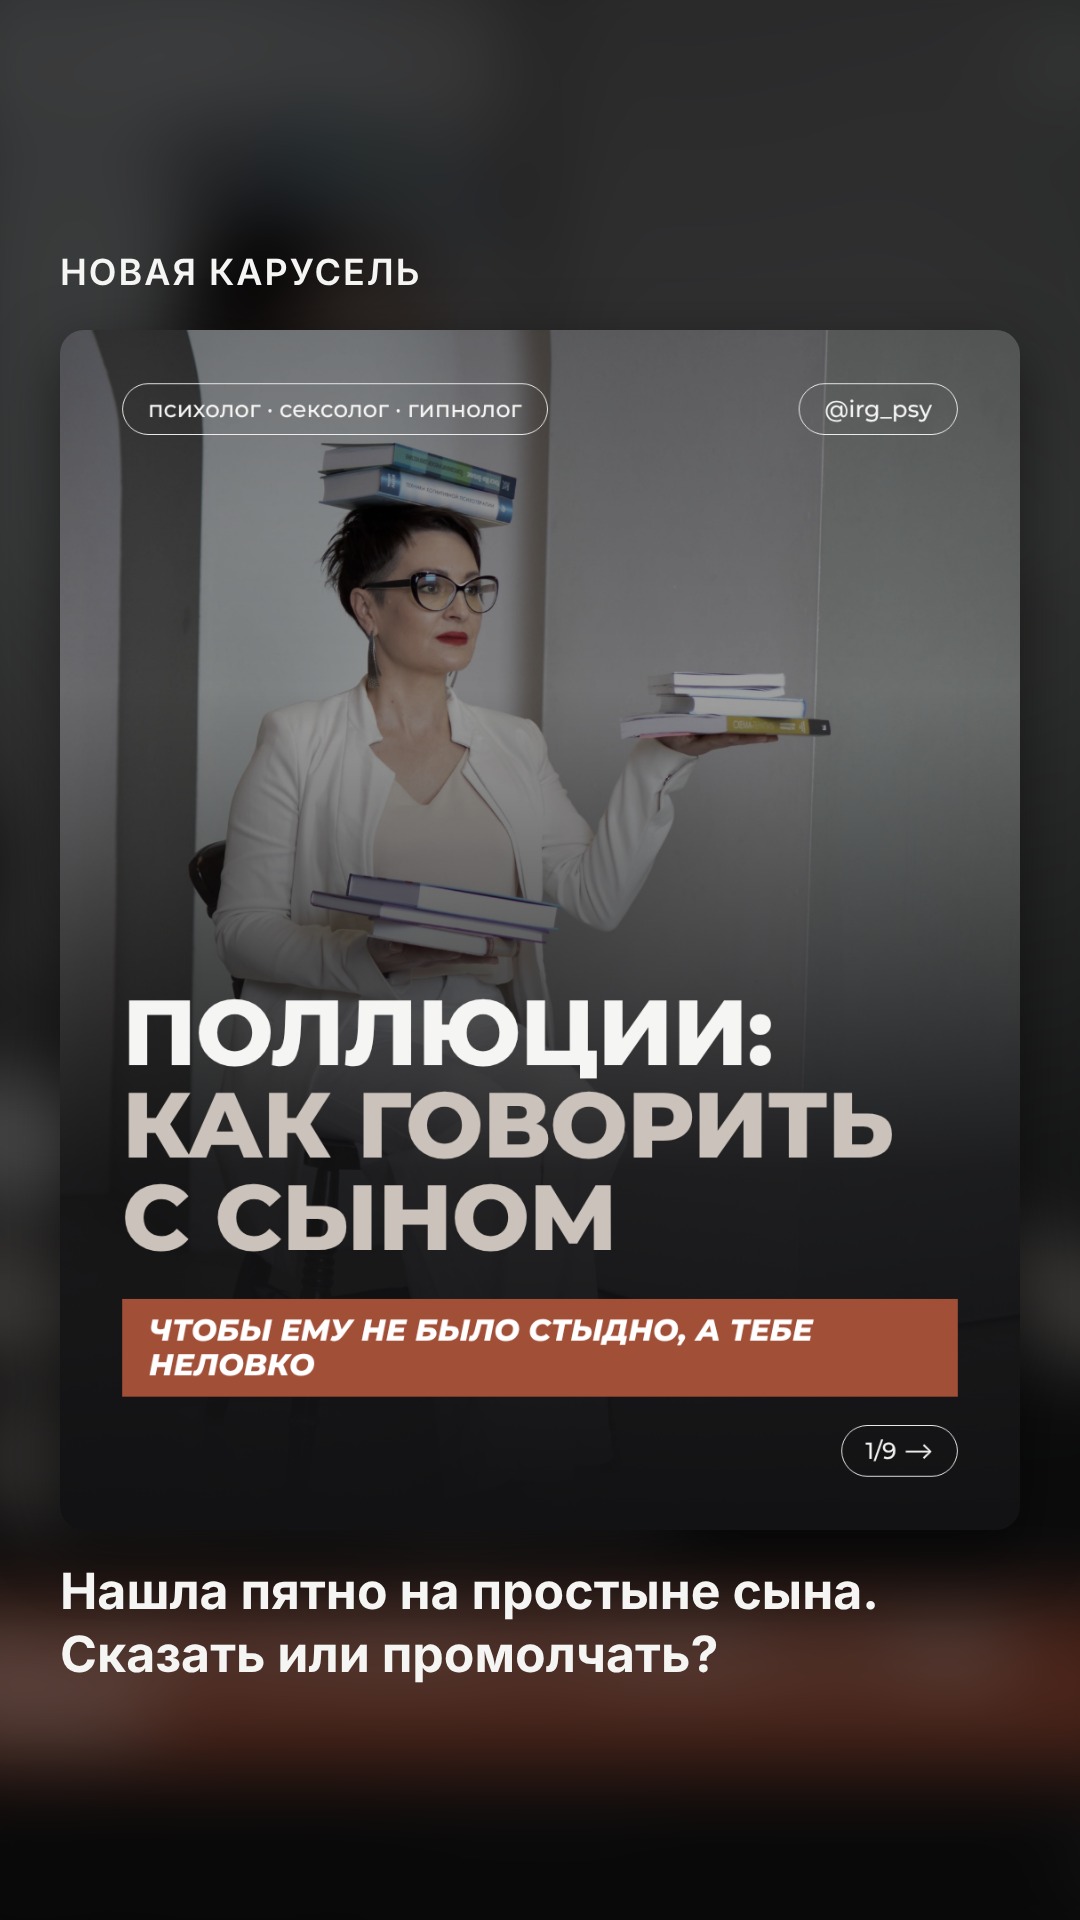 НОВАЯ КАРУСЕЛЬ
психолог · сексолог · гипнолог
@irg_psy
ПОЛЛЮЦИИ:
КАК ГОВОРИТЬ
С СЫНОМ
ЧТОБЫ ЕМУ НЕ БЫЛО СТЫДНО, А ТЕБЕ
НЕЛОВКО
1/9 →
Нашла пятно на простыне сына.
Сказать или промолчать?